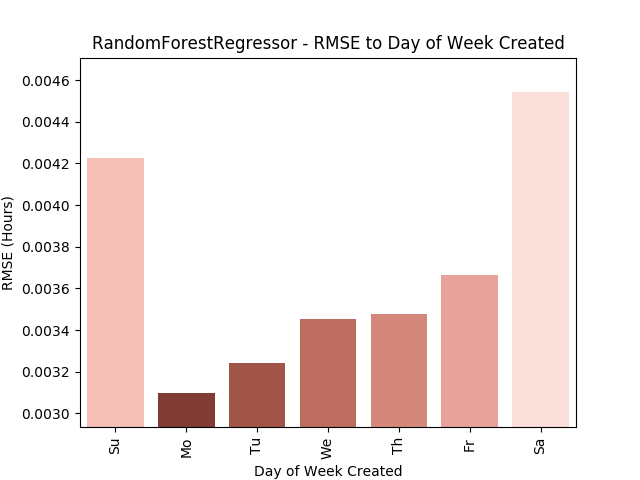 RandomForestRegressor - RMSE to Day of Week Created
0.0046
0.0044
0.0042
0.0040
0.0038
0.0036
0.0034
0.0032
0.0030
RMSE (Hours)
Su Mo Tu We Th Fr Sa
Day of Week Created